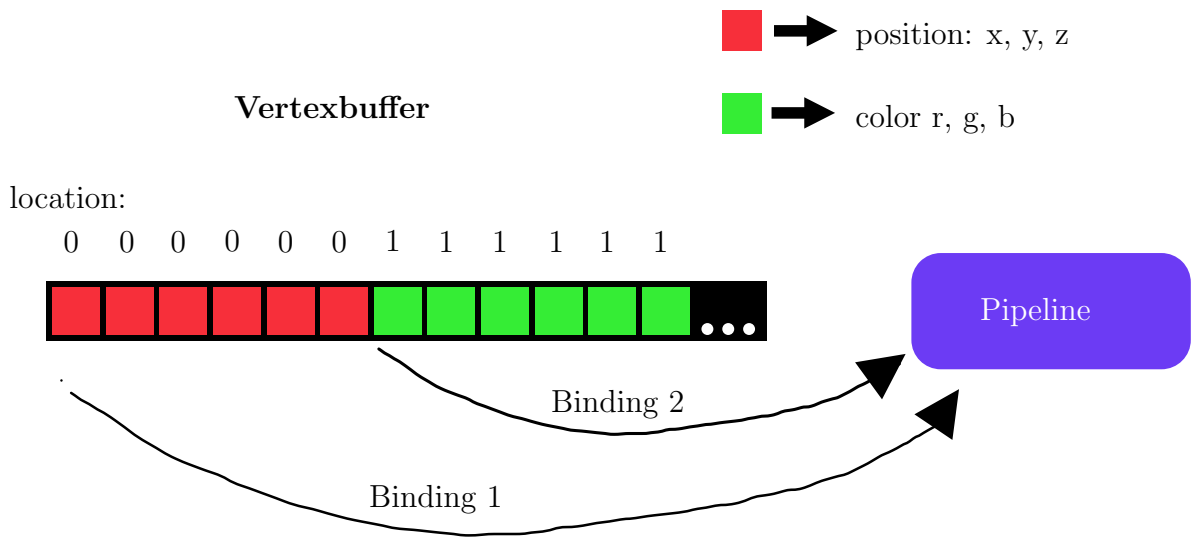 position: x, y, z
Vertexbuffer
color r, g, b
location:
0 0 0 0 0 0 1 1 1 1 1 1
Pipeline
Binding 2
Binding 1